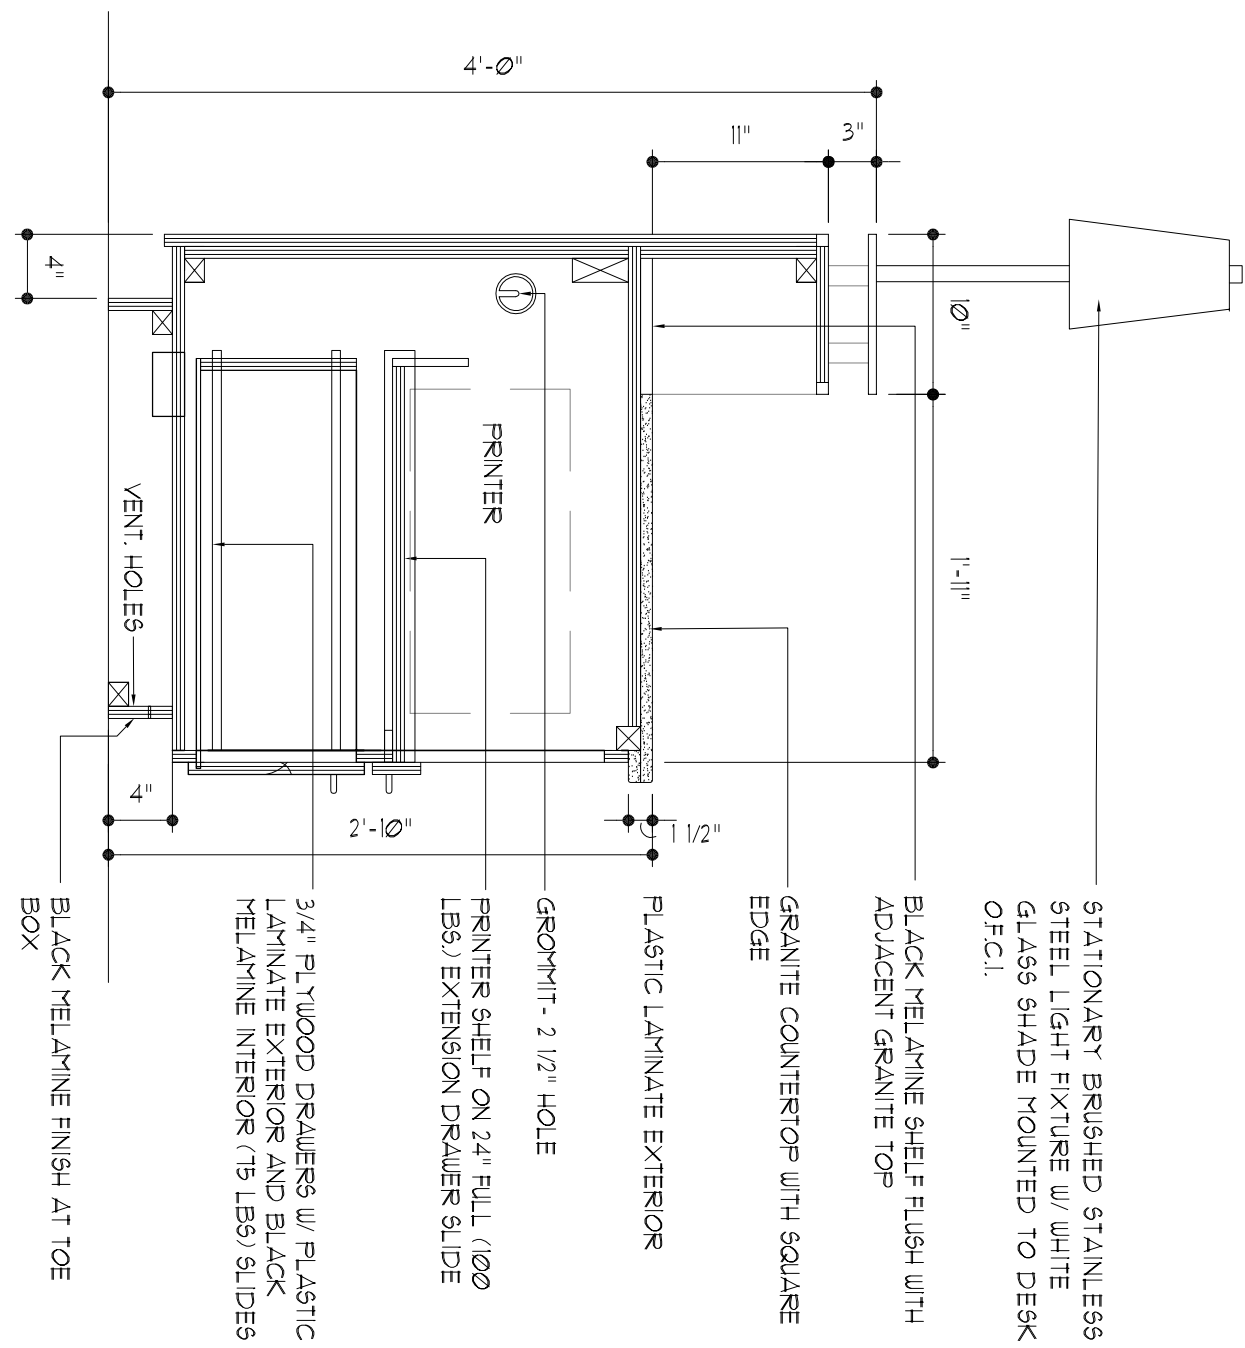 STATIONARY BRUSHED STAINLESS
STEEL LIGHT FIXTURE W/ WHITE
GLASS SHADE MOUNTED TO DESK
O.F.C.I.
BLACK MELAMINE SHELF FLUSH WITH
ADJACENT GRANITE TOP
GRANITE COUNTERTOP WITH SQUARE
EDGE
PLASTIC LAMINATE EXTERIOR
GROMMIT- 2 1/2" HOLE
PRINTER SHELF ON 24" FULL (100
LBS.) EXTENSION DRAWER SLIDE
3/4" PLYWOOD DRAWERS W/ PLASTIC
LAMINATE EXTERIOR AND BLACK
MELAMINE INTERIOR (75 LBS) SLIDES
BLACK MELAMINE FINISH AT TOE
BOX
10"
1'-11"
3"
11"
4'-0"
PRINTER
VENT. HOLES
4"
1 1/2"
2'-10"
4"